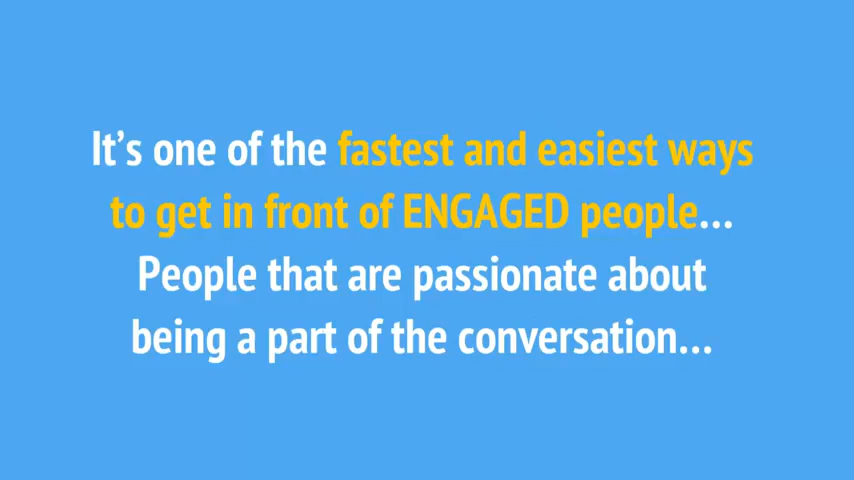 It’s one of the fastest and easiest ways
to get in front of ENGAGED people...
People that are passionate about
being a part of the conversation...